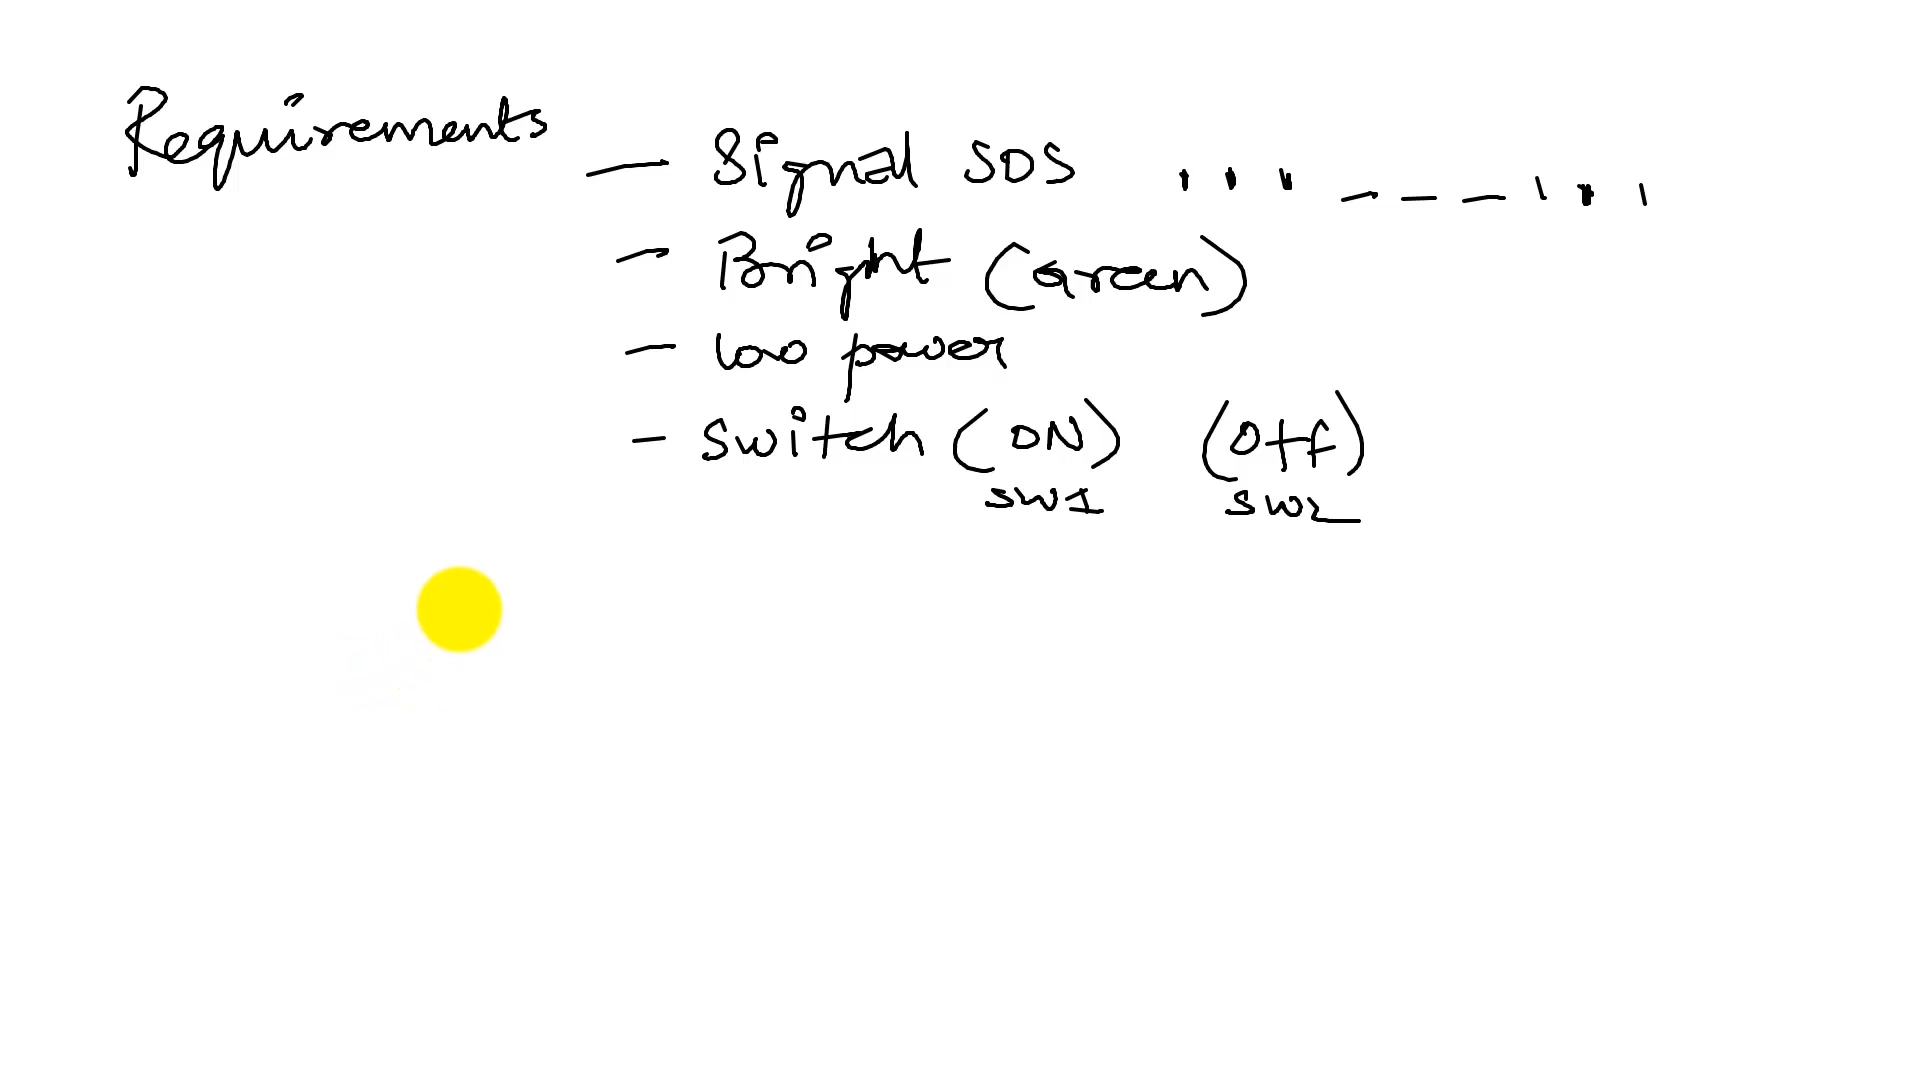 Requirements
— Signal SOS ... _ _ _ ...
— Bright (Green)
— low power
- Switch (ON) (Off)
SW1 SW2